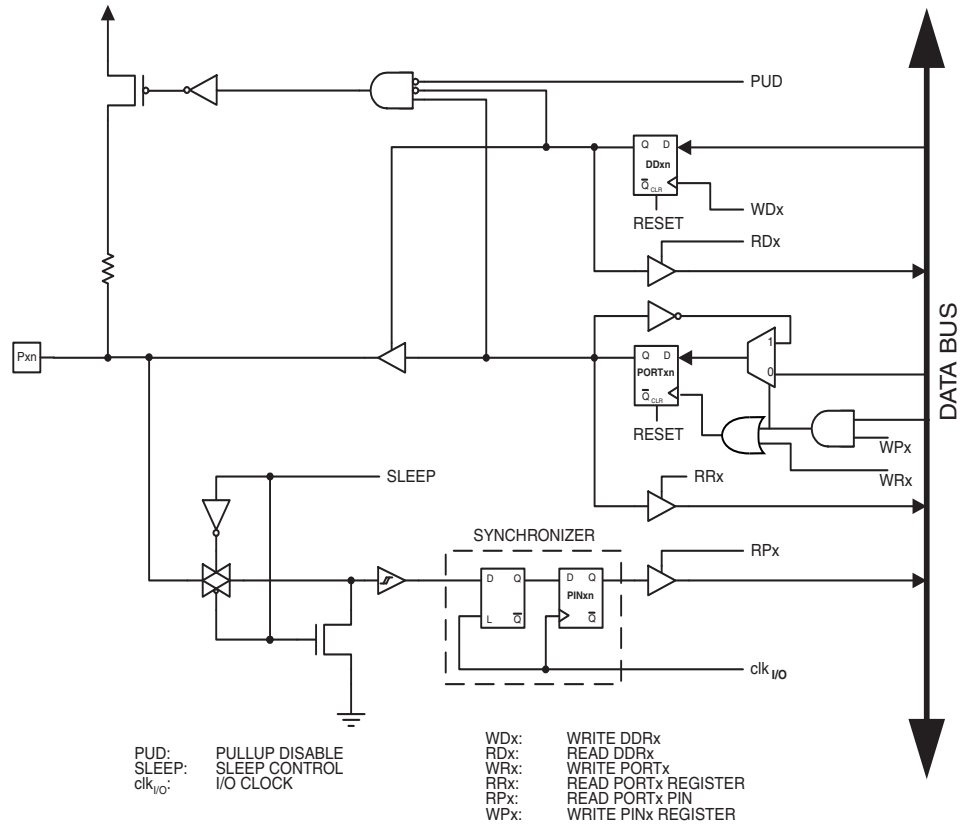 PUD
Q D
DDxn
Q CLR
WDx
RESET
RDx
Pxn
1
Q D
0
PORTxn
Q CLR
RESET
WPx
WRx
DATA BUS
SLEEP
RRx
SYNCHRONIZER
RPx
D Q
D Q
PINxn
L Q
Q
clk I/O
PUD: PULLUP DISABLE
SLEEP: SLEEP CONTROL
clkI/O: I/O CLOCK
WDx: WRITE DDRx
RDx: READ DDRx
WRx: WRITE PORTx
RRx: READ PORTx REGISTER
RPx: READ PORTx PIN
WPx: WRITE PINx REGISTER